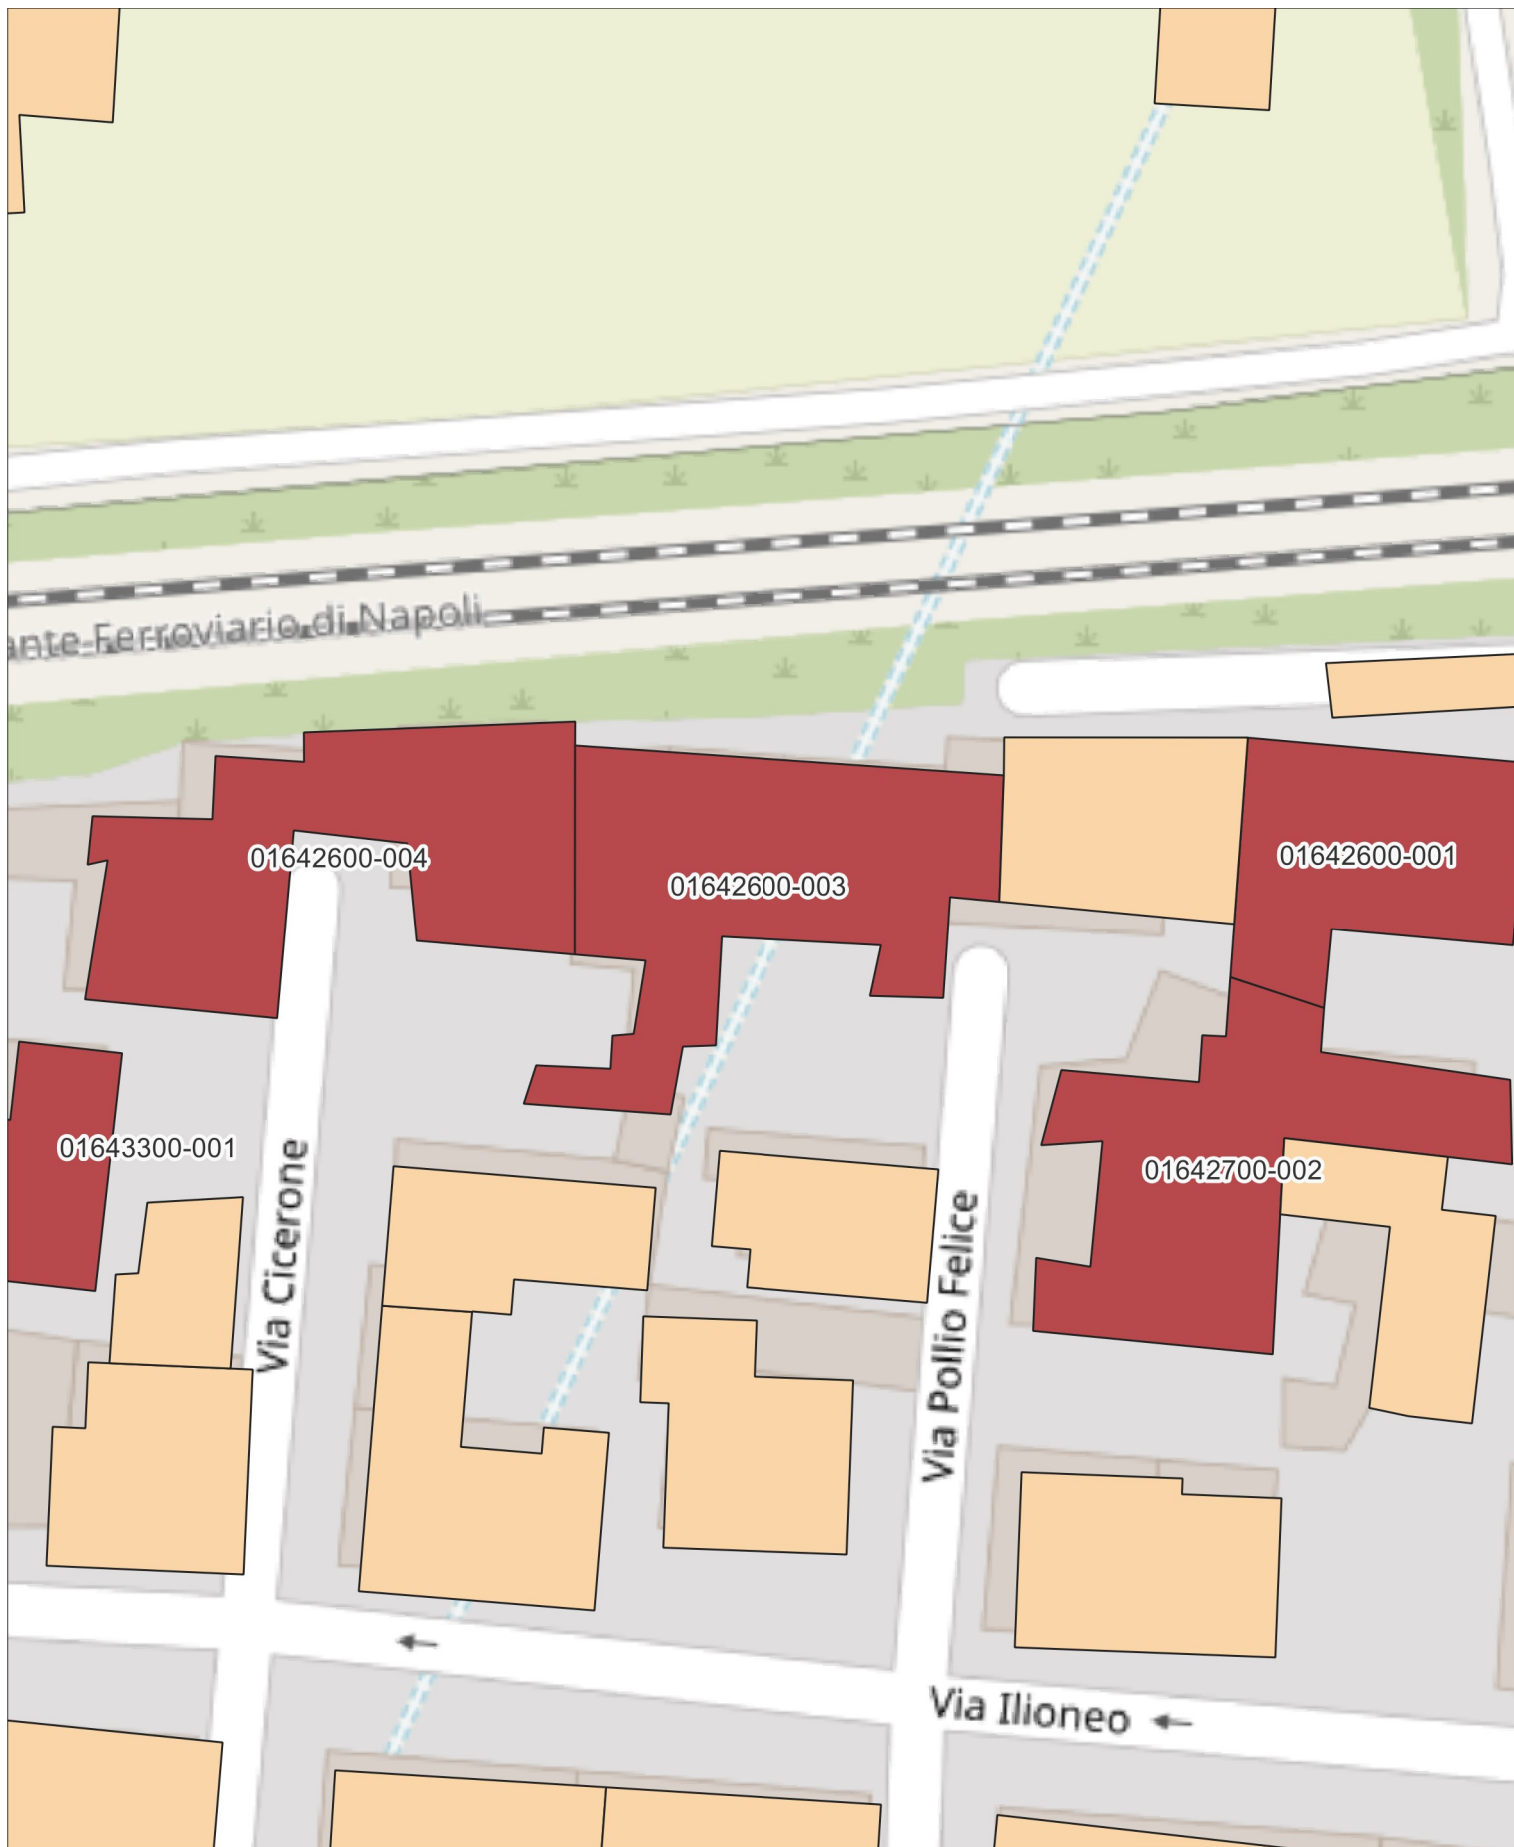 ante Ferroviario di Napoli
01642600-004
01642600-003
01642600-001
01643300-001
01642700-002
Via Cicerone
Via Pollio Felice
Via Ilioneo